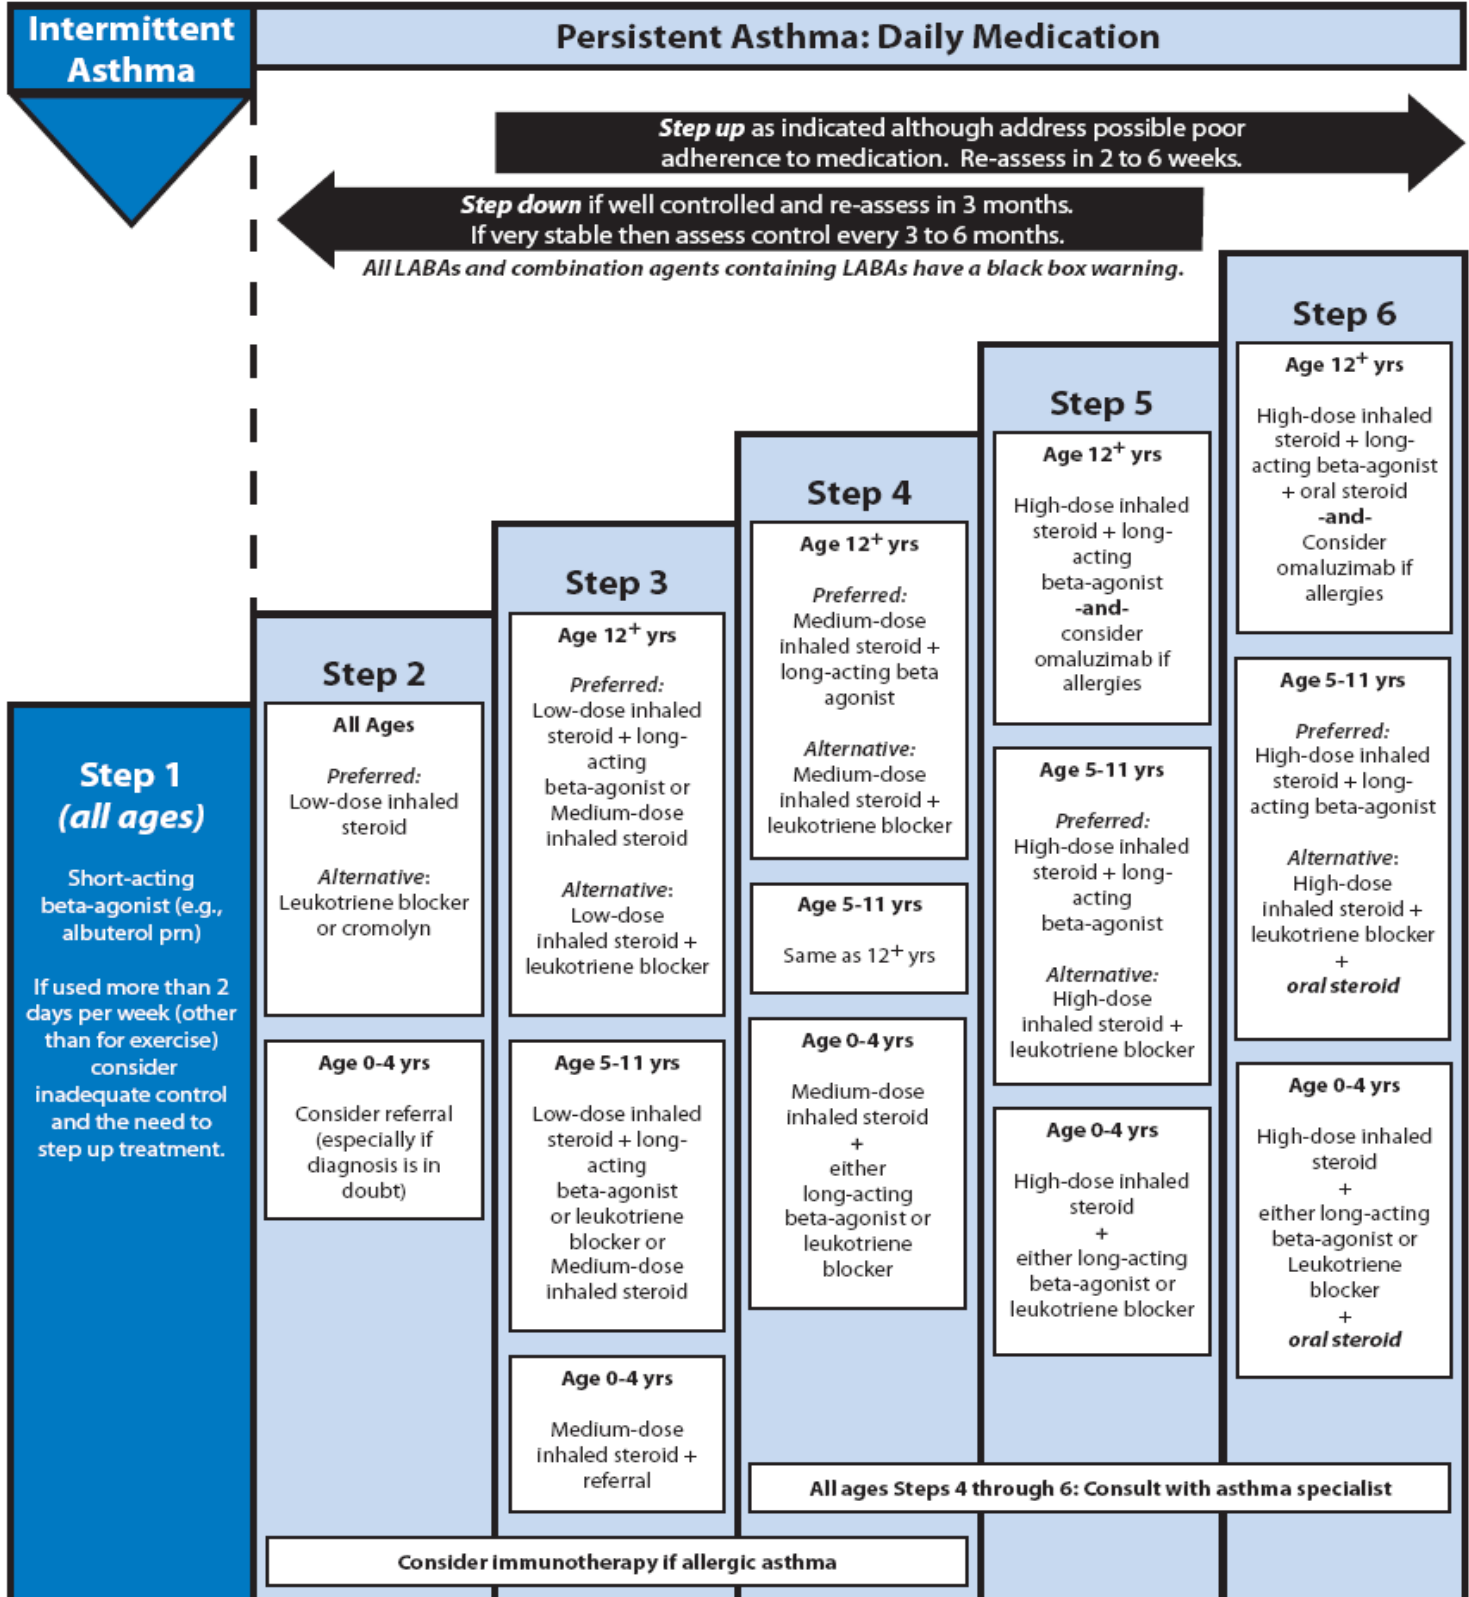 Intermittent
Asthma
Persistent Asthma: Daily Medication
Step up as indicated although address possible poor
adherence to medication. Re-assess in 2 to 6 weeks.
Step down if well controlled and re-assess in 3 months.
If very stable then assess control every 3 to 6 months.
All LABAs and combination agents containing LABAs have a black box warning.
Step 1
(all ages)
Short-acting
beta-agonist (e.g.,
albuterol prn)
If used more than 2
days per week (other
than for exercise)
consider
inadequate control
and the need to
step up treatment.
Step 2
All Ages
Preferred:
Low-dose inhaled
steroid
Alternative:
Leukotriene blocker
or cromolyn
Age 0-4 yrs
Consider referral
(especially if
diagnosis is in
doubt)
Step 3
Age 12+ yrs
Preferred:
Low-dose inhaled
steroid + long-
acting
beta-agonist or
Medium-dose
inhaled steroid
Alternative:
Low-dose
inhaled steroid +
leukotriene blocker
Age 5-11 yrs
Low-dose inhaled
steroid + long-
acting
beta-agonist
or leukotriene
blocker or
Medium-dose
inhaled steroid
Age 0-4 yrs
Medium-dose
inhaled steroid +
referral
Step 4
Age 12+ yrs
Preferred:
Medium-dose
inhaled steroid +
long-acting beta
agonist
Alternative:
Medium-dose
inhaled steroid +
leukotriene blocker
Age 5-11 yrs
Same as 12+ yrs
Age 0-4 yrs
Medium-dose
inhaled steroid
+
either
long-acting
beta-agonist or
leukotriene
blocker
Step 5
Age 12+ yrs
High-dose inhaled
steroid + long-
acting
beta-agonist
-and-
consider
omaluzimab if
allergies
Age 5-11 yrs
Preferred:
High-dose inhaled
steroid + long-
acting
beta-agonist
Alternative:
High-dose
inhaled steroid +
leukotriene blocker
Age 0-4 yrs
High-dose inhaled
steroid
+
either long-acting
beta-agonist or
leukotriene blocker
Step 6
Age 12+ yrs
High-dose inhaled
steroid + long-
acting beta-agonist
+ oral steroid
-and-
Consider
omaluzimab if
allergies
Age 5-11 yrs
Preferred:
High-dose inhaled
steroid + long-
acting beta-agonist
Alternative:
High-dose
inhaled steroid +
leukotriene blocker
+
oral steroid
Age 0-4 yrs
High-dose inhaled
steroid
+
either long-acting
beta-agonist or
Leukotriene
blocker
+
oral steroid
All ages Steps 4 through 6: Consult with asthma specialist
Consider immunotherapy if allergic asthma